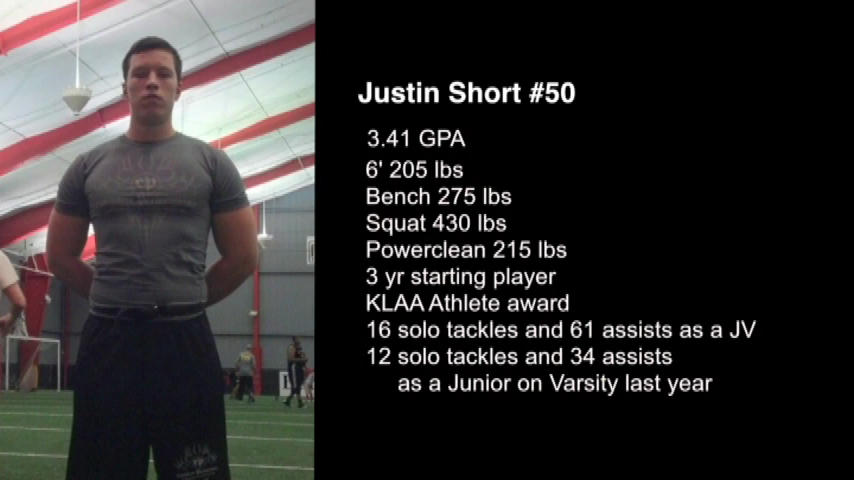 Justin Short #50
3.41 GPA
6' 205 lbs
Bench 275 lbs
Squat 430 lbs
Powerclean 215 lbs
3 yr starting player
KLAA Athlete award
16 solo tackles and 61 assists as a JV
12 solo tackles and 34 assists
as a Junior on Varsity last year